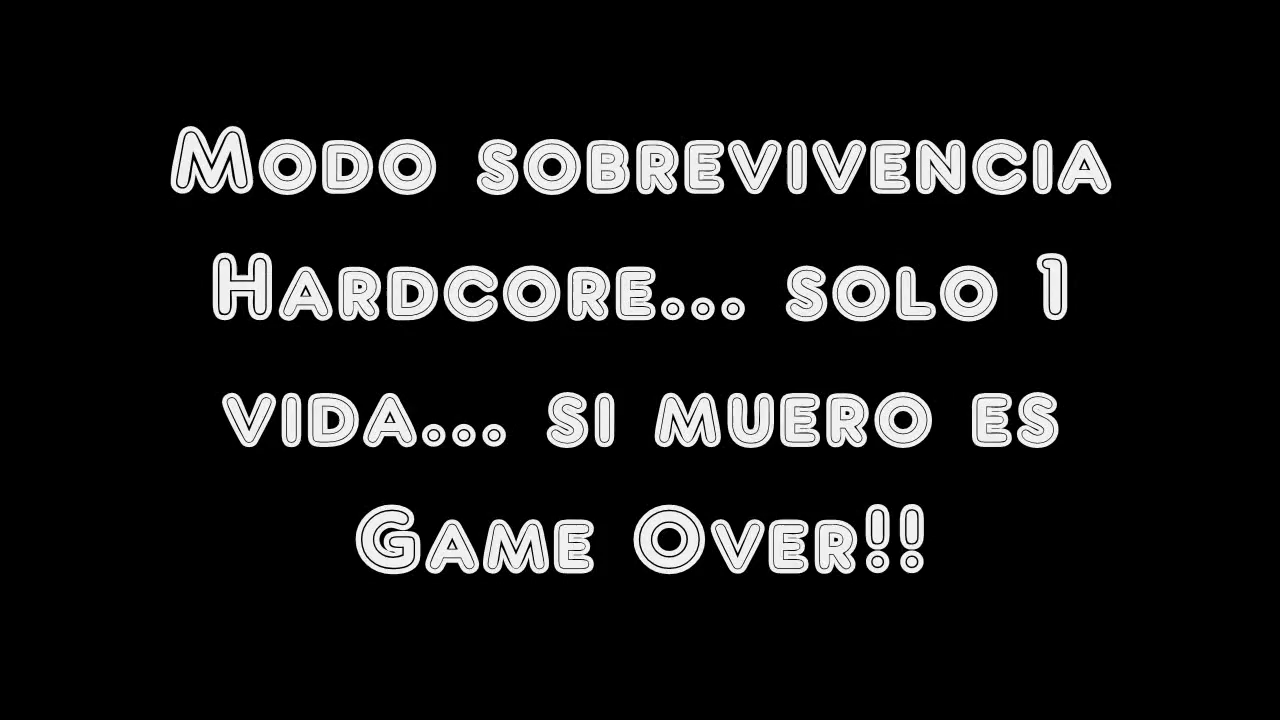 Modo sobrevivencia
Hardcore... solo 1
vida... si muero es
Game Over!!